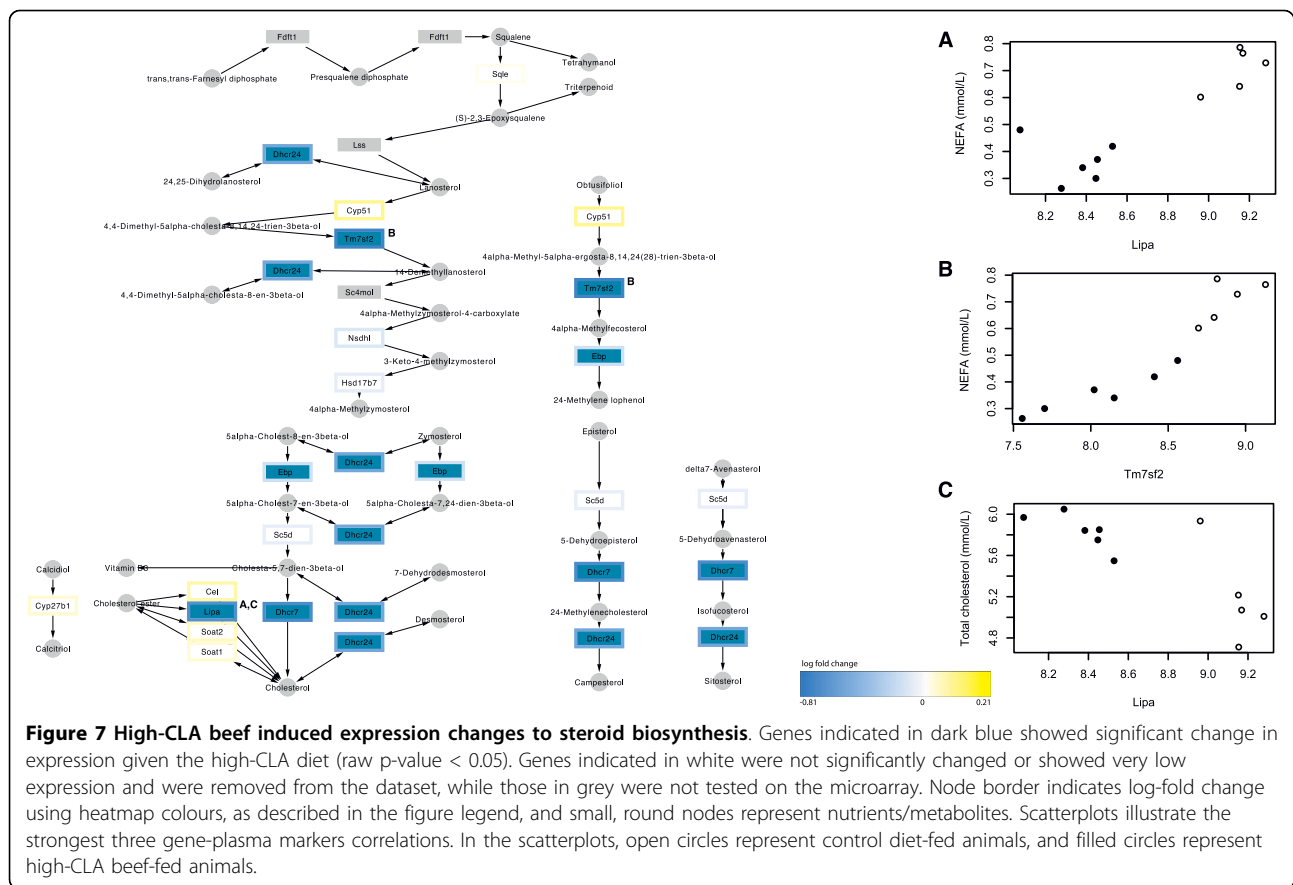 Fdft1
Fdft1
Squalene
trans,trans-Farnesyl diphosphate
Presqualene diphosphate
Sqle
Tetrahymanol
Triterpenoid
(S)-2,3-Epoxysqualene
Lss
Dhcr24
24,25-Dihydrolanosterol
Lanosterol
Cyp51
4,4-Dimethyl-5alpha-cholesta-8,14,24-trien-3beta-ol
Tm7sf2 B
Dhcr24
14-Demethyllanosterol
4,4-Dimethyl-5alpha-cholesta-8-en-3beta-ol
Sc4mol
4alpha-Methylzymosterol-4-carboxylate
Nsdhl
3-Keto-4-methylzymosterol
Hsd17b7
4alpha-Methylzymosterol
5alpha-Cholest-8-en-3beta-ol
Zymosterol
Dhcr24
Ebp
Ebp
5alpha-Cholest-7-en-3beta-ol
5alpha-Cholesta-7,24-dien-3beta-ol
Sc5d
Dhcr24
Calcidiol
Vitamin D3
Cholesta-5,7-dien-3beta-ol
7-Dehydrodesmosterol
Cyp27b1
Cholesterol ester
Cel
Lipa A,C
Dhcr7
Dhcr24
Soat2
Desmosterol
Dhcr24
Soat1
Calcitriol
Cholesterol
Obtusifoliol
Cyp51
4alpha-Methyl-5alpha-ergosta-8,14,24(28)-trien-3beta-ol
Tm7sf2 B
4alpha-Methylfecosterol
Ebp
24-Methylene lophenol
Episterol
delta7-Avenasterol
Sc5d
Sc5d
5-Dehydroepisterol
5-Dehydroavenasterol
Dhcr7
Dhcr7
24-Methylenecholesterol
Isofucosterol
Dhcr24
Dhcr24
Campesterol
Sitosterol
log fold change
-0.81 0 0.21
A
NEFA (mmol/L)
0.8
0.7
0.6
0.5
0.4
0.3
8.2 8.4 8.6 8.8 9.0 9.2
Lipa
B
NEFA (mmol/L)
0.8
0.7
0.6
0.5
0.4
0.3
7.5 8.0 8.5 9.0
Tm7sf2
C
Total cholesterol (mmol/L)
6.0
5.6
5.2
4.8
8.2 8.4 8.6 8.8 9.0 9.2
Lipa
Figure 7 High-CLA beef induced expression changes to steroid biosynthesis. Genes indicated in dark blue showed significant change in
expression given the high-CLA diet (raw p-value < 0.05). Genes indicated in white were not significantly changed or showed very low
expression and were removed from the dataset, while those in grey were not tested on the microarray. Node border indicates log-fold change
using heatmap colours, as described in the figure legend, and small, round nodes represent nutrients/metabolites. Scatterplots illustrate the
strongest three gene-plasma markers correlations. In the scatterplots, open circles represent control diet-fed animals, and filled circles represent
high-CLA beef-fed animals.